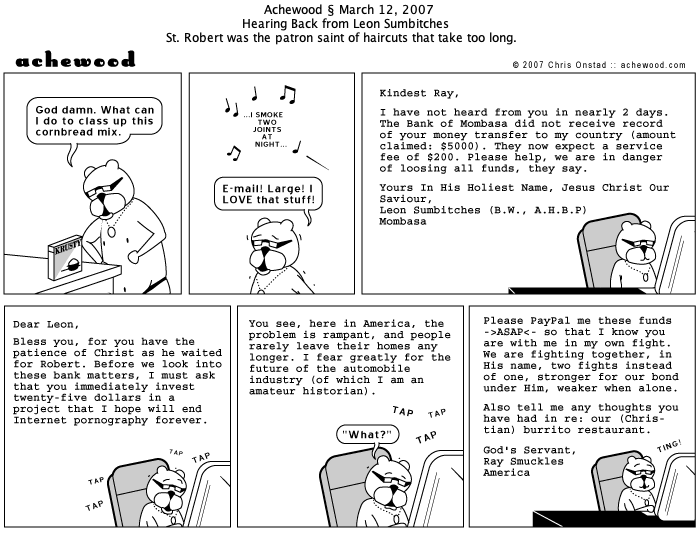 Achewood § March 12, 2007
Hearing Back from Leon Sumbitches
St. Robert was the patron saint of haircuts that take too long.
achewood
© 2007 Chris Onstad :: achewood.com
God damn. What can
I do to class up this
cornbread mix.
KRUSTY
...I SMOKE
TWO
JOINTS
AT
NIGHT...
E-mail! Large! I
LOVE that stuff!
Kindest Ray,
I have not heard from you in nearly 2 days.
The Bank of Mombasa did not receive record
of your money transfer to my country (amount
claimed: $5000). They now expect a service
fee of $200. Please help, we are in danger
of loosing all funds, they say.
Yours In His Holiest Name, Jesus Christ Our
Saviour,
Leon Sumbitches (B.W., A.H.B.P)
Mombasa
Dear Leon,
Bless you, for you have the
patience of Christ as he waited
for Robert. Before we look into
these bank matters, I must ask
that you immediately invest
twenty-five dollars in a
project that I hope will end
Internet pornography forever.
TAP
TAP
TAP
TAP
You see, here in America, the
problem is rampant, and people
rarely leave their homes any
longer. I fear greatly for the
future of the automobile
industry (of which I am an
amateur historian).
TAP
TAP
TAP
"What?"
Please PayPal me these funds
->ASAP<- so that I know you
are with me in my own fight.
We are fighting together, in
His name, two fights instead
of one, stronger for our bond
under Him, weaker when alone.
Also tell me any thoughts you
have had in re: our (Chris-
tian) burrito restaurant.
God's Servant,
Ray Smuckles
America
TING!